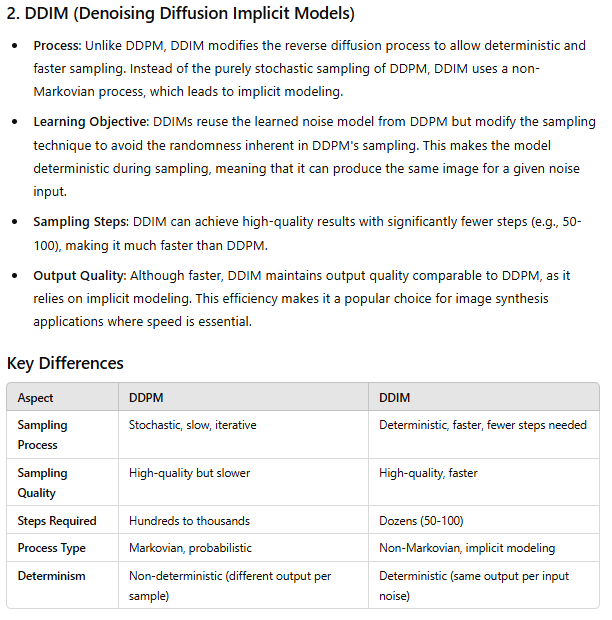 2. DDIM (Denoising Diffusion Implicit Models)
• Process: Unlike DDPM, DDIM modifies the reverse diffusion process to allow deterministic and
faster sampling. Instead of the purely stochastic sampling of DDPM, DDIM uses a non-
Markovian process, which leads to implicit modeling.
• Learning Objective: DDIMs reuse the learned noise model from DDPM but modify the sampling
technique to avoid the randomness inherent in DDPM's sampling. This makes the model
deterministic during sampling, meaning that it can produce the same image for a given noise
input.
• Sampling Steps: DDIM can achieve high-quality results with significantly fewer steps (e.g., 50-
100), making it much faster than DDPM.
• Output Quality: Although faster, DDIM maintains output quality comparable to DDPM, as it
relies on implicit modeling. This efficiency makes it a popular choice for image synthesis
applications where speed is essential.
Key Differences
Aspect DDPM DDIM
Sampling Stochastic, slow, iterative Deterministic, faster, fewer steps needed
Process
Sampling High-quality but slower High-quality, faster
Quality
Steps Required Hundreds to thousands Dozens (50-100)
Process Type Markovian, probabilistic Non-Markovian, implicit modeling
Determinism Non-deterministic (different output per Deterministic (same output per input
sample) noise)